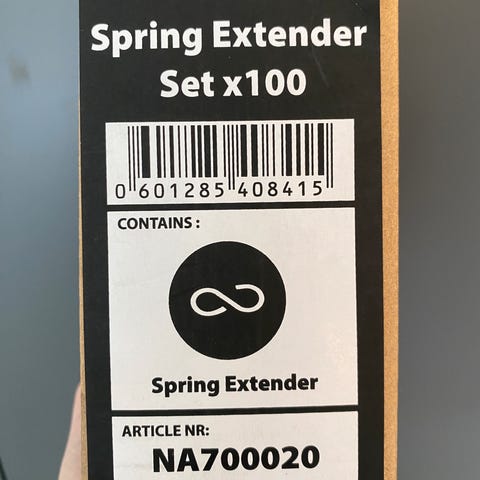 Spring Extender
Set x100
0 601285 408415
CONTAINS :
Spring Extender
ARTICLE NR:
NA700020